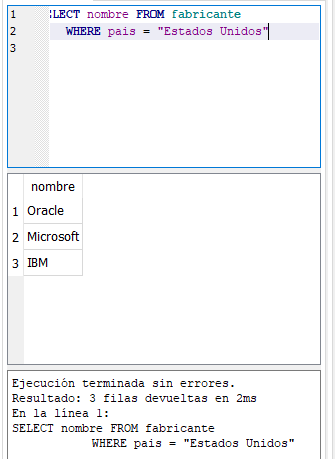 1 :LECT nombre FROM fabricante
2 WHERE pais = "Estados Unidos"
3
nombre
1 Oracle
2 Microsoft
3 IBM
Ejecución terminada sin errores.
Resultado: 3 filas devueltas en 2ms
En la línea 1:
SELECT nombre FROM fabricante
WHERE pais = "Estados Unidos"